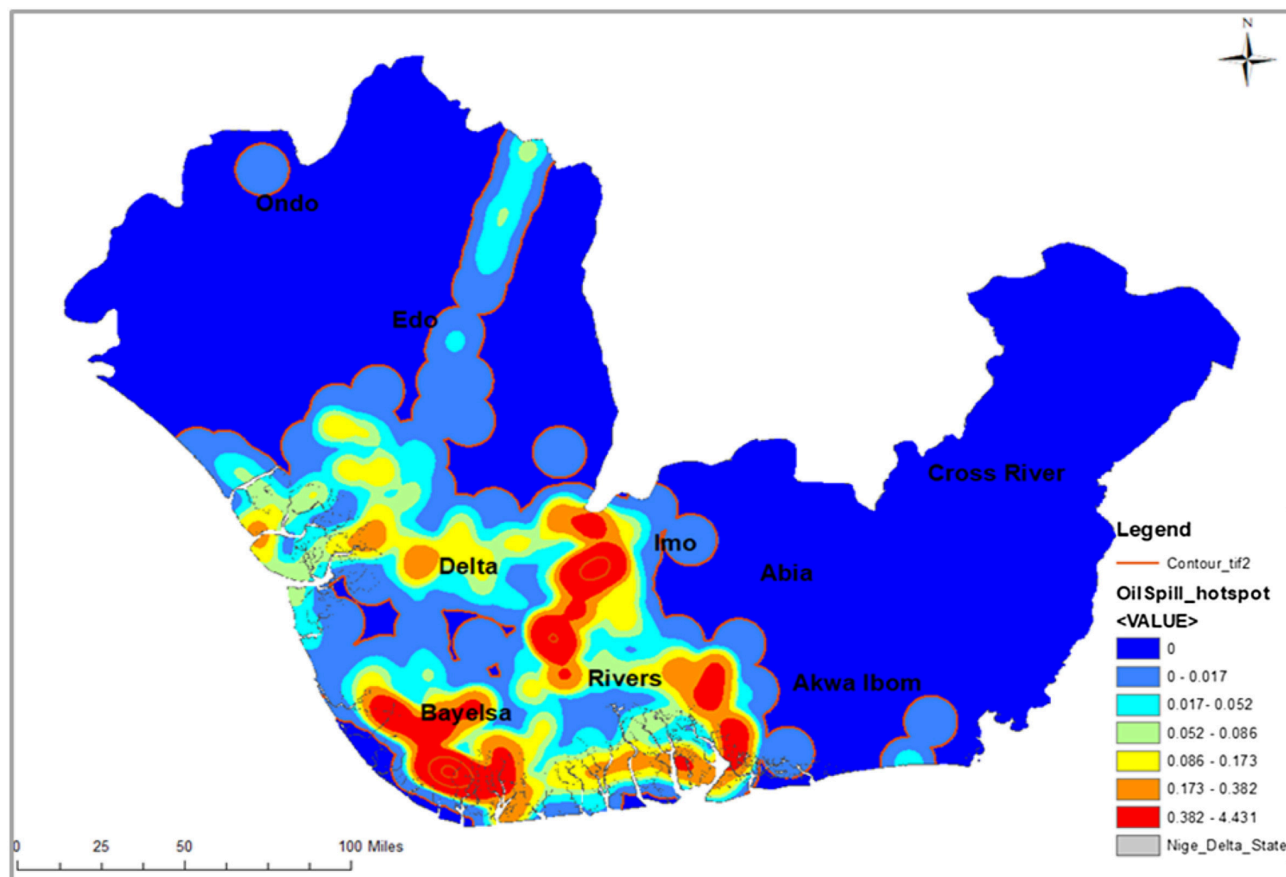 N
Ondo
Edo
Cross River
Legend
Imo
Contour_tif2
Delta
Abia
OilSpill_hotspot
<VALUE>
0
Rivers
0 - 0.017
Akwa Ibom
0.017- 0.052
Bayelsa
0.052 - 0.086
0.086 - 0.173
0.173 - 0.382
0.382 - 4.431
0 25 50 100 Miles
Nige_Delta_State